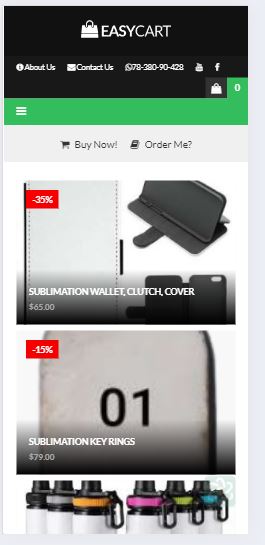 EASYCART
About Us Contact Us 78-380-90-428
0
Buy Now! Order Me?
-35%
SUBLIMATION WALLET, CLUTCH, COVER
$65.00
-15%
01
SUBLIMATION KEY RINGS
$79.00